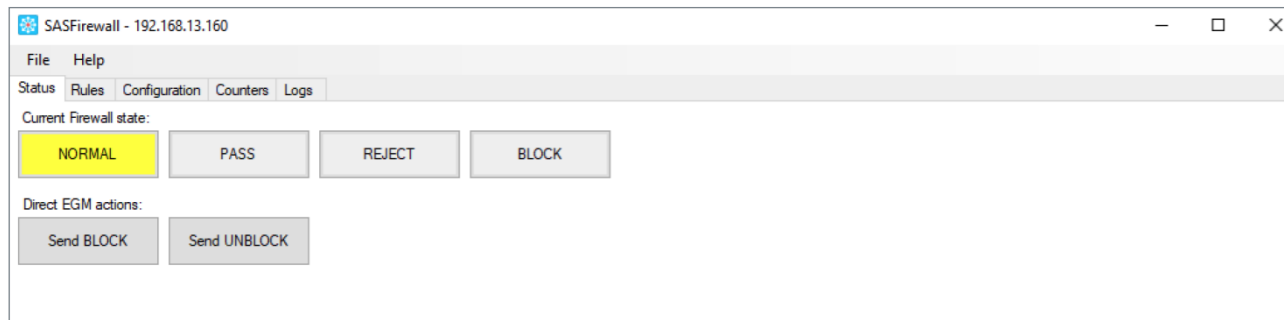 SASFirewall - 192.168.13.160
File Help
Status Rules Configuration Counters Logs
Current Firewall state:
NORMAL PASS REJECT BLOCK
Direct EGM actions:
Send BLOCK Send UNBLOCK